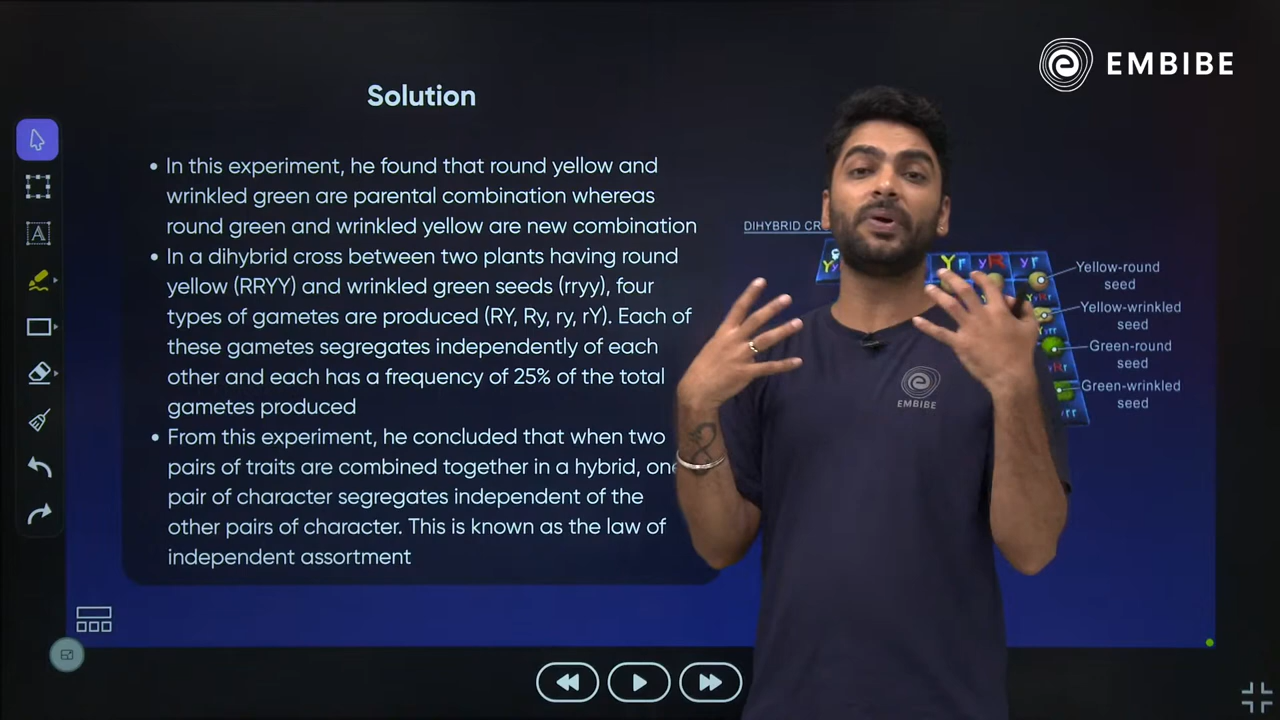 EMBIBE
Solution
• In this experiment, he found that round yellow and
wrinkled green are parental combination whereas
round green and wrinkled yellow are new combination
• In a dihybrid cross between two plants having round
yellow (RRYY) and wrinkled green seeds (rryy), four
types of gametes are produced (RY, Ry, ry, rY). Each of
these gametes segregates independently of each
other and each has a frequency of 25% of the total
gametes produced
• From this experiment, he concluded that when two
pairs of traits are combined together in a hybrid, one
pair of character segregates independent of the
other pairs of character. This is known as the law of
independent assortment
A
DIHYBRID CR
Yr yR yr
Yellow-round
seed
Yellow-wrinkled
seed
Green-round
seed
Green-wrinkled
seed
EMBIBE